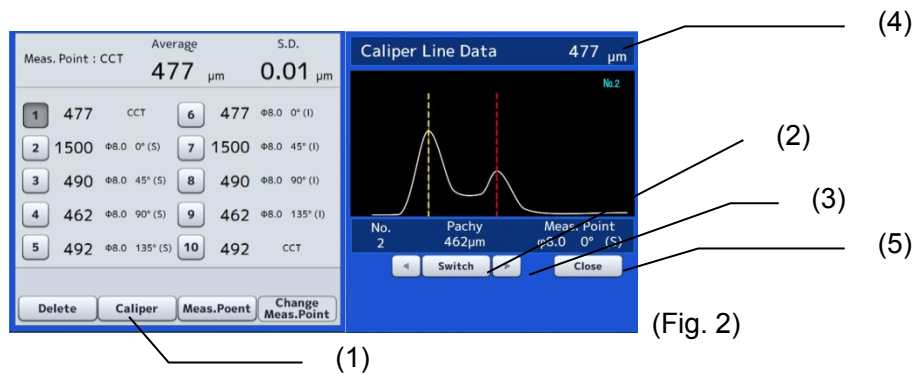 Average S.D.
Meas. Point : CCT 477 μm 0.01 μm
1 477 CCT 6 477 Φ8.0 0° (I)
2 1500 Φ8.0 0° (S) 7 1500 Φ8.0 45° (I)
3 490 Φ8.0 45° (S) 8 490 Φ8.0 90° (I)
4 462 Φ8.0 90° (S) 9 462 Φ8.0 135° (I)
5 492 Φ8.0 135° (S) 10 492 CCT
Delete Caliper Meas.Poent Change Meas.Point
(1)
Caliper Line Data 477 μm
No.2
No. Pachy Meas. Point
2 462μm φ8.0 0° (S)
◀ Switch ▶ Close
(4)
(2)
(3)
(5)
(Fig. 2)